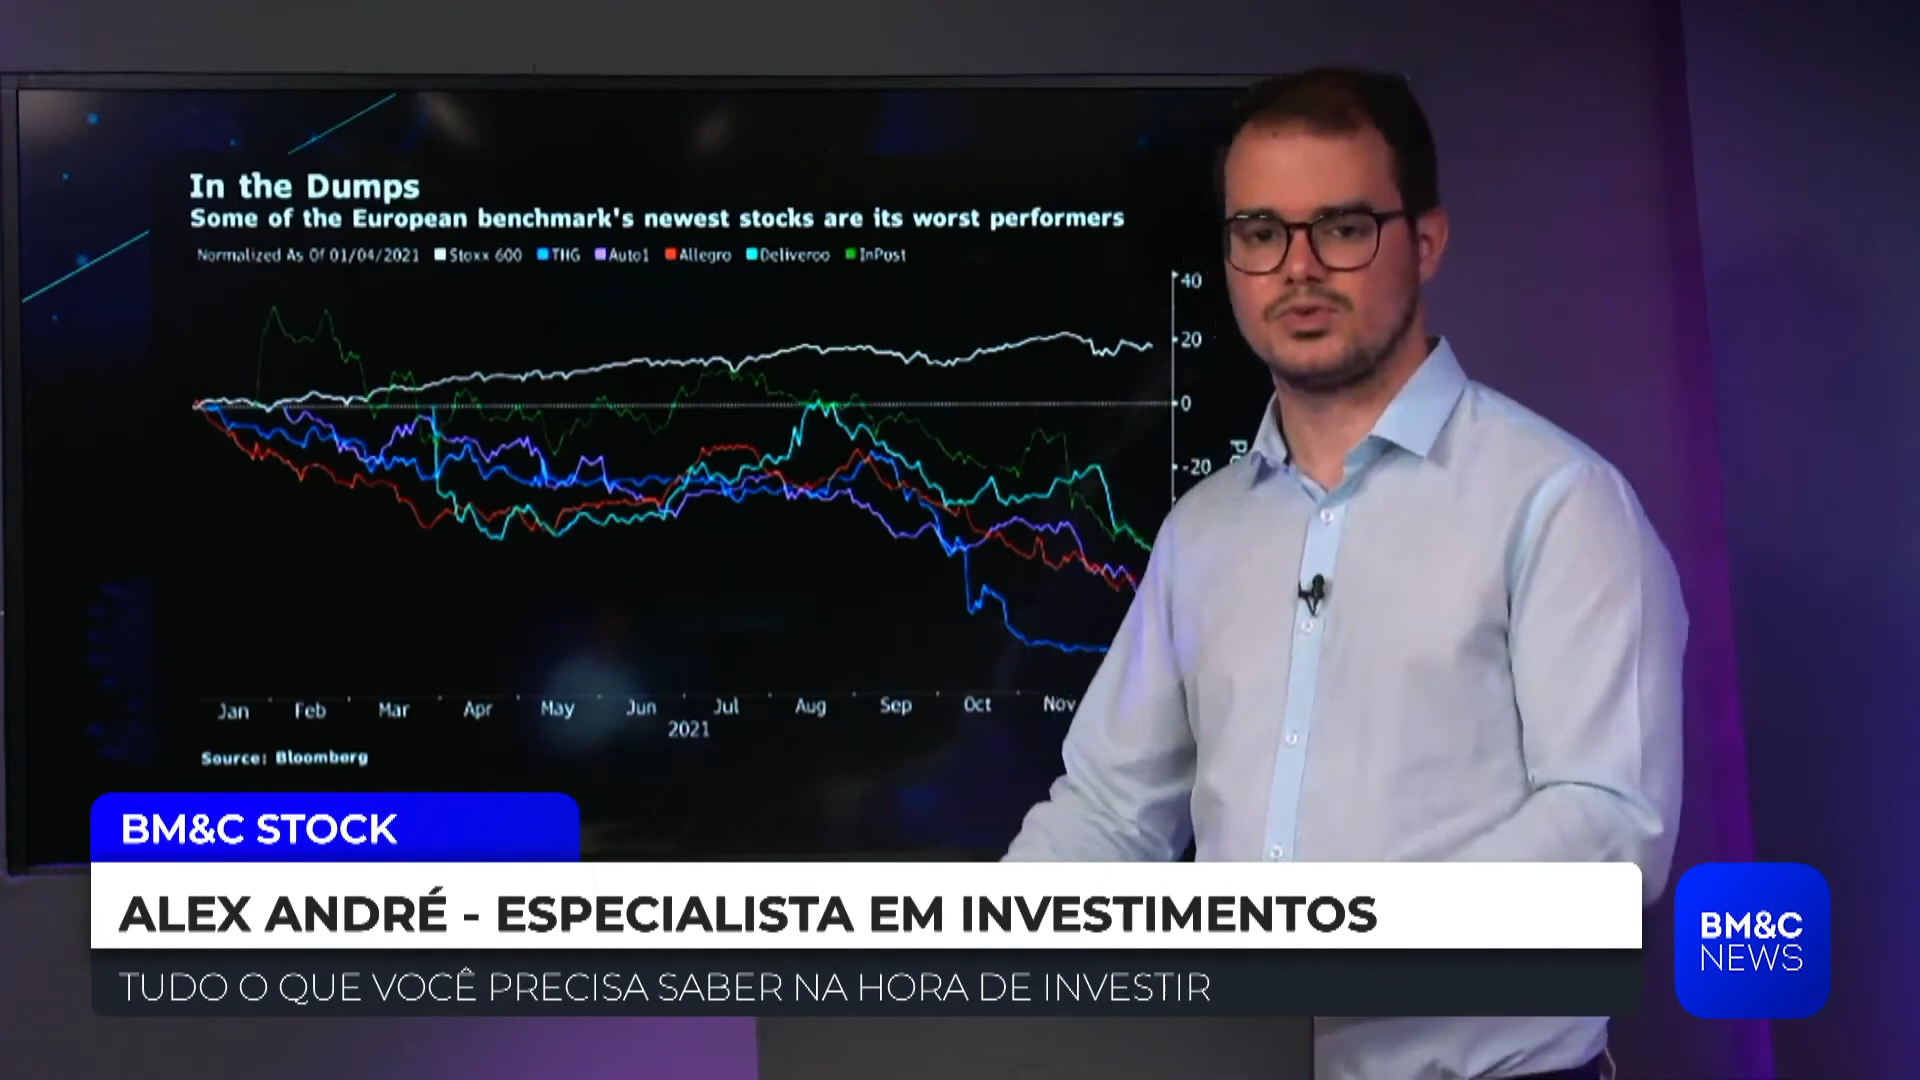 In the Dumps
Some of the European benchmark's newest stocks are its worst performers
Normalized As Of 01/04/2021 Stoxx 600 THG Auto1 Allegro Deliveroo InPost
40
20
0
-20
Jan Feb Mar Apr May Jun Jul Aug Sep Oct Nov
2021
Source: Bloomberg
BM&C STOCK
ALEX ANDRÉ - ESPECIALISTA EM INVESTIMENTOS
TUDO O QUE VOCÊ PRECISA SABER NA HORA DE INVESTIR
BM&C
NEWS